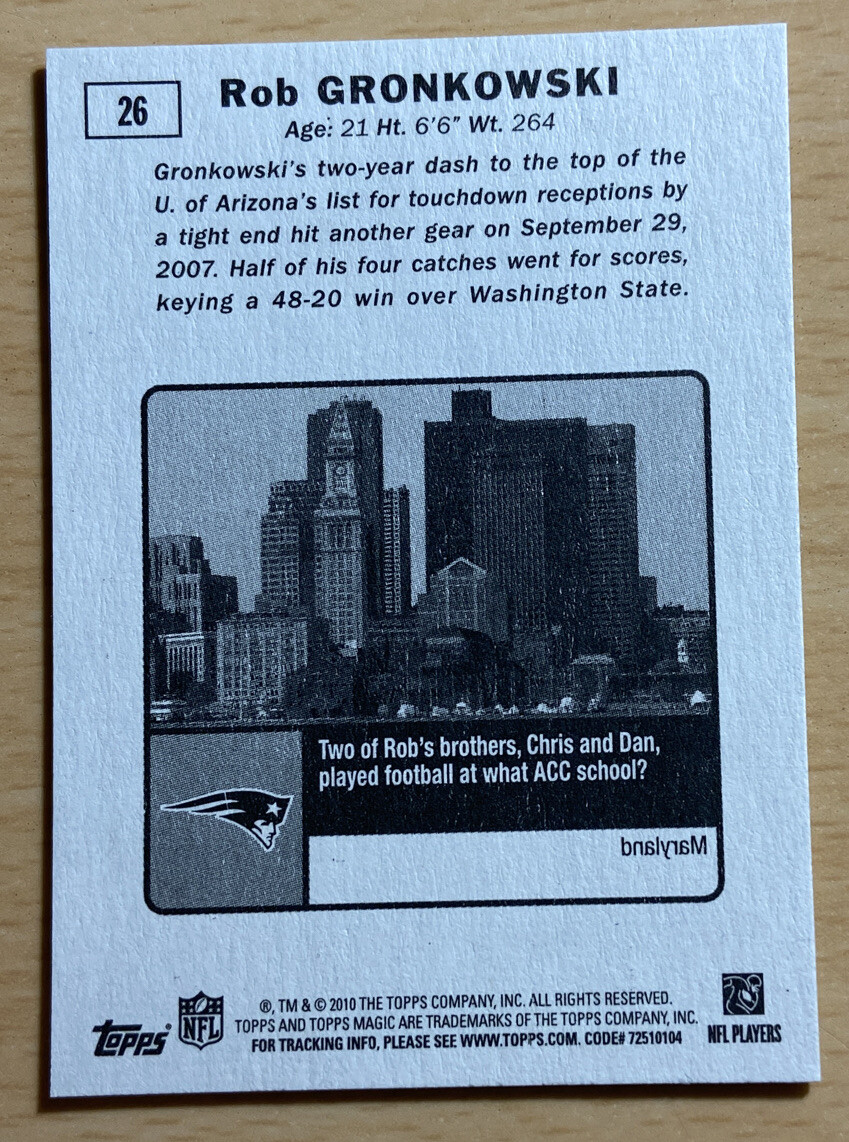 26
Rob GRONKOWSKI
Age: 21 Ht. 6'6" Wt. 264
Gronkowski's two-year dash to the top of the
U. of Arizona's list for touchdown receptions by
a tight end hit another gear on September 29,
2007. Half of his four catches went for scores,
keying a 48-20 win over Washington State.
Two of Rob's brothers, Chris and Dan,
played football at what ACC school?
Maryland
®, TM & © 2010 THE TOPPS COMPANY, INC. ALL RIGHTS RESERVED.
TOPPS AND TOPPS MAGIC ARE TRADEMARKS OF THE TOPPS COMPANY, INC.
FOR TRACKING INFO, PLEASE SEE WWW.TOPPS.COM. CODE# 72510104
Topps®
NFL
NFL PLAYERS